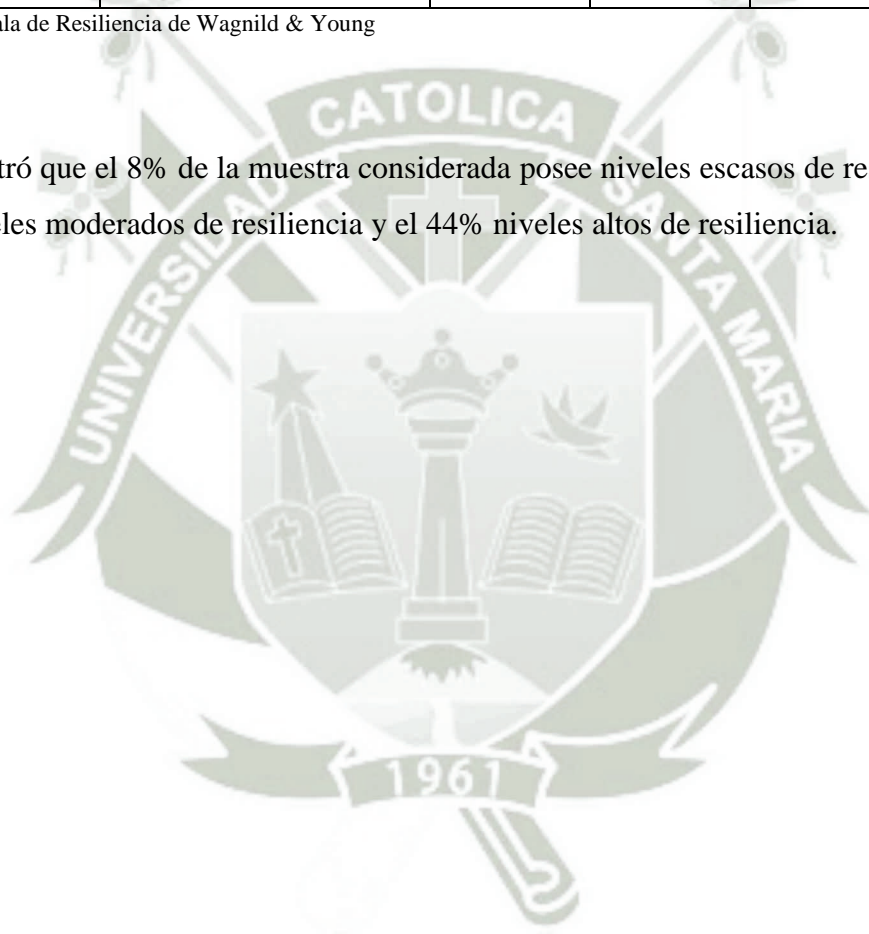 ala de Resiliencia de Wagnild & Young
CATOLICA
tró que el 8% de la muestra considerada posee niveles escasos de re
eles moderados de resiliencia y el 44% niveles altos de resiliencia.
UNIVERSIDAD
SANTA MARIA
1961